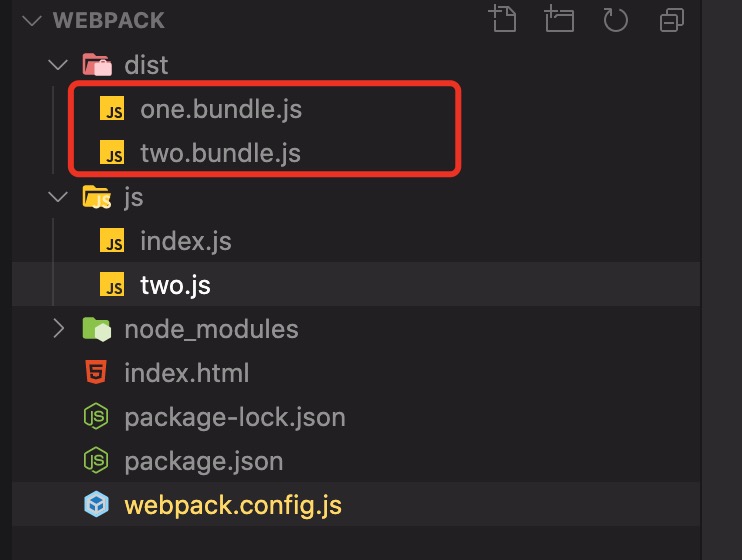 WEBPACK
dist
JS one.bundle.js
JS two.bundle.js
JS js
JS index.js
JS two.js
node_modules
5 index.html
JS package-lock.json
JS package.json
webpack.config.js